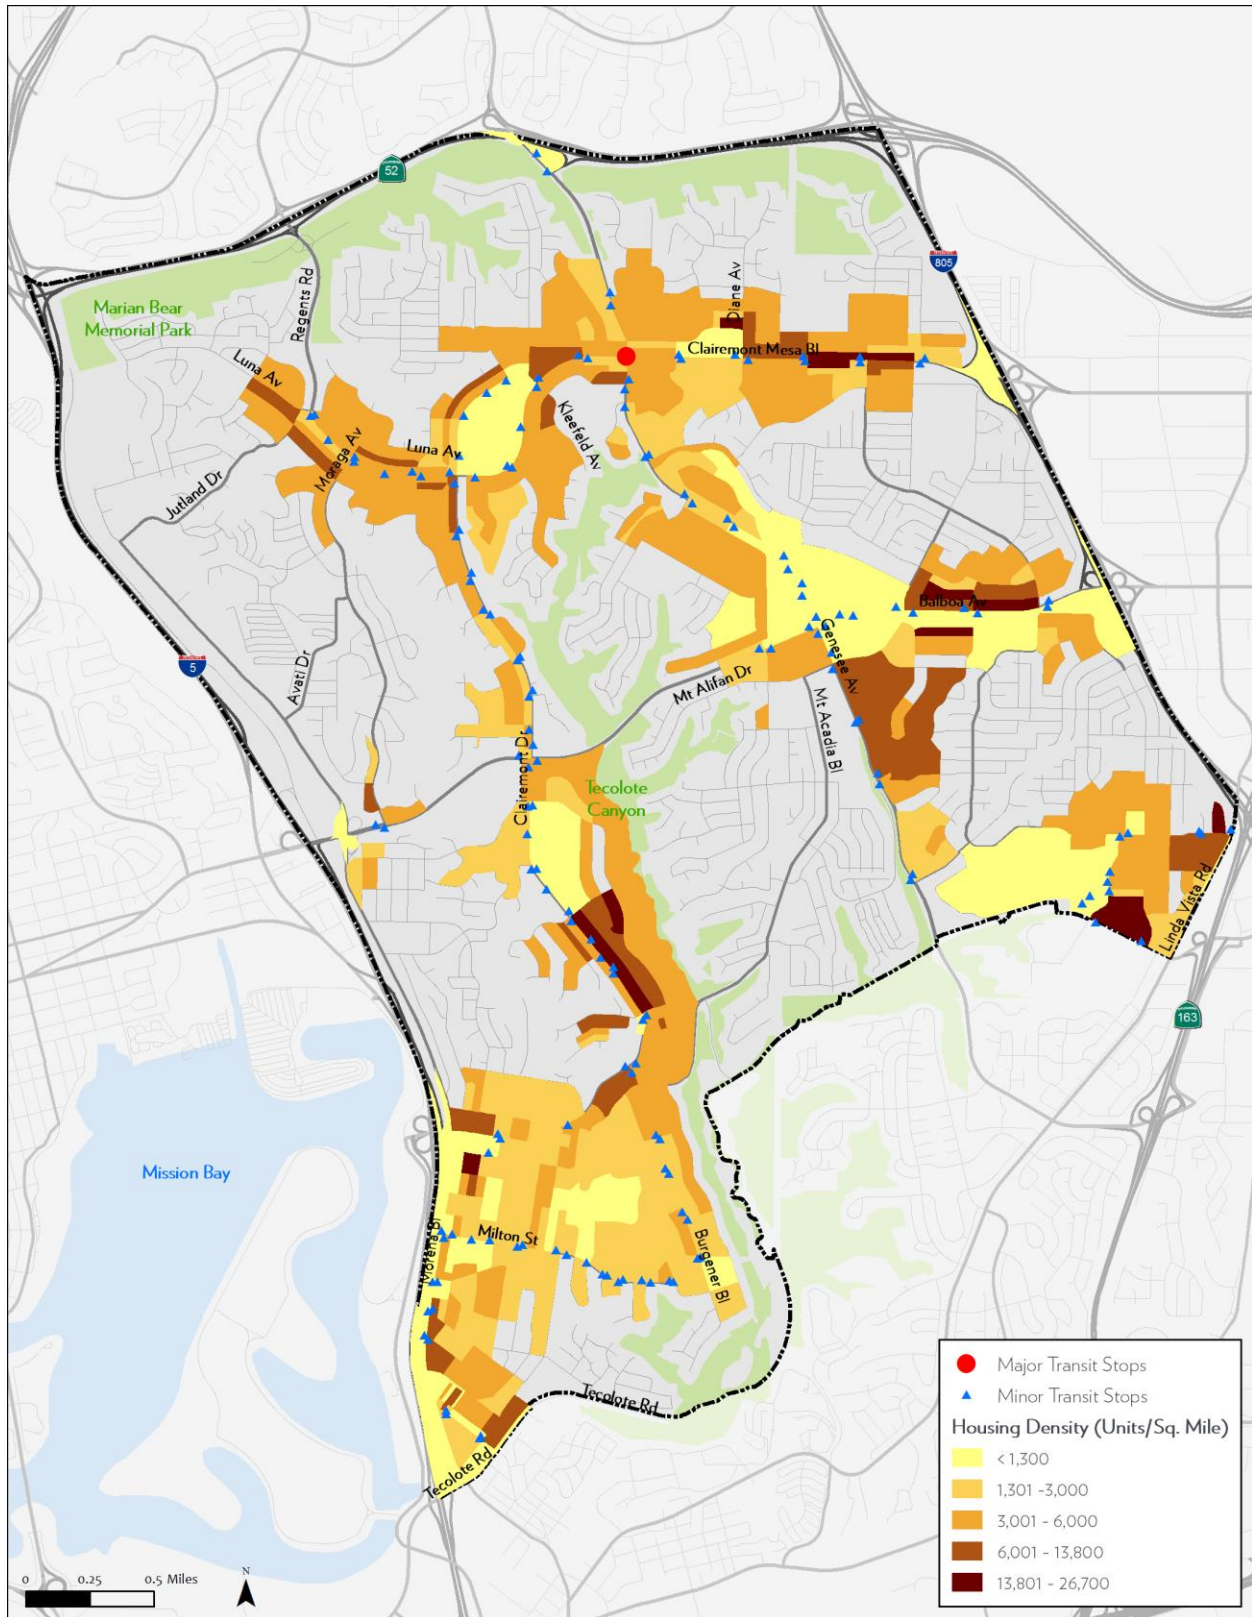 52
805
Diane Av
Regents Rd
Marian Bear
Memorial Park
Clairemont Mesa Bl
Luna Av
Kleefeld Av
Luna Av
Moraga Av
Jutland Dr
Balboa Av
Genesee Av
5
Avati Dr
Mt Alifan Dr
Mt Acadia Bl
Clairemont Dr
Tecolote
Canyon
Linda Vista Rd
163
Mission Bay
Milton St
Morena Bl
Burgener Bl
Tecolote Rd
Tecolote Rd
Major Transit Stops
Minor Transit Stops
Housing Density (Units/Sq. Mile)
< 1,300
1,301 -3,000
3,001 - 6,000
6,001 - 13,800
13,801 - 26,700
0 0.25 0.5 Miles
N